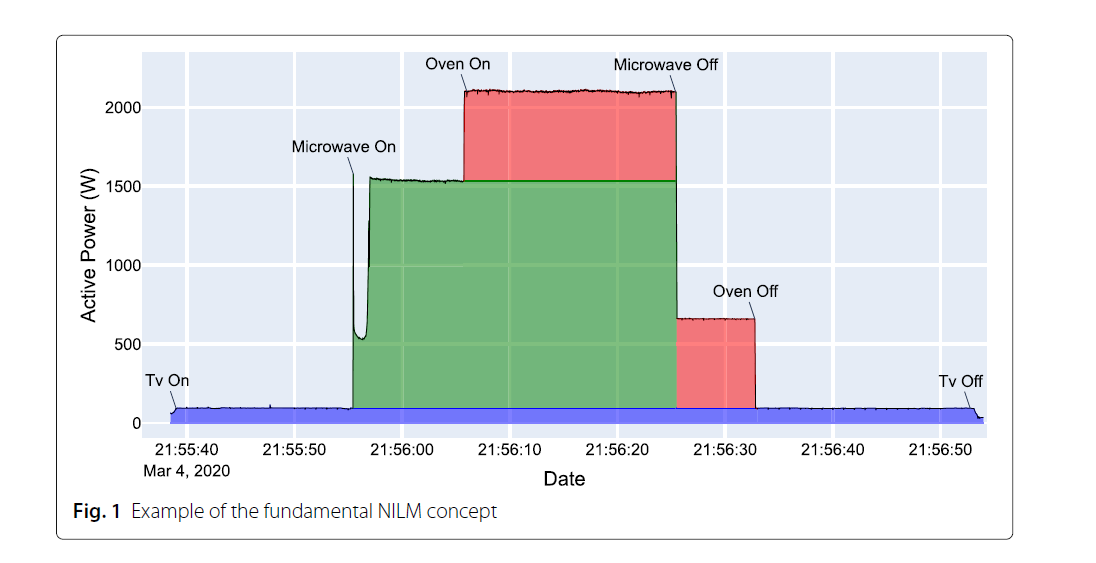 Oven On
Microwave Off
2000
Microwave On
1500
Active Power (W)
1000
Oven Off
500
Tv On
Tv Off
0
21:55:40 21:55:50 21:56:00 21:56:10 21:56:20 21:56:30 21:56:40 21:56:50
Mar 4, 2020
Date
Fig. 1 Example of the fundamental NILM concept